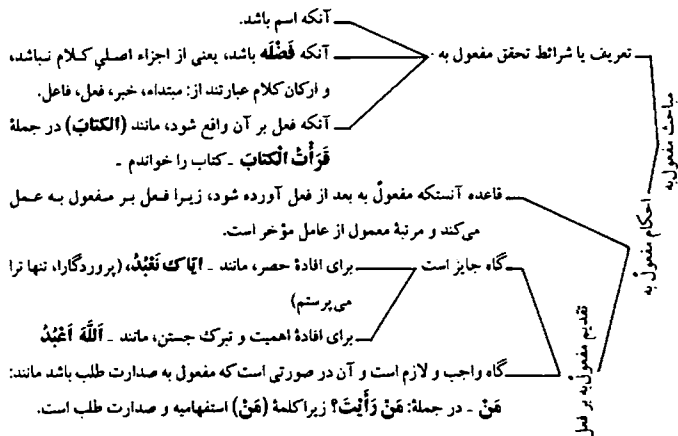 مباحث مفعولٌ به
تعریف یا شرائط تحقق مفعول به
آنکه اسم باشد.
آنکه فَضْلَه باشد، یعنی از اجزاء اصلي کلام نباشد،
و ارکان کلام عبارتند از: مبتداء، خبر، فعل، فاعل.
آنکه فعل بر آن واقع شود، مانند (الکتابَ) در جملهٔ
قَرَأْتُ الْکتابَ ـ کتاب را خواندم ـ
احکام مفعولٌ به
قاعده آنستکه مفعولٌ به بعد از فعل آورده شود، زیرا فعل بر مفعول به عمل
می‌کند و مرتبهٔ معمول از عامل مؤخر است.
تقدیم مفعولٌ به بر فعل
گاه جایز است
برای افادهٔ حصر، مانند ـ اِیّاکَ نَعْبُدُ، (پروردگارا، تنها ترا
می‌پرستم)
برای افادهٔ اهمیت و تبرک جستن، مانند ـ اَللَّهَ اَعْبُدُ
گاه واجب و لازم است و آن در صورتی است که مفعول به صدارت طلب باشد مانند:
مَنْ ـ در جملهٔ: مَنْ رَأَیْتَ؟ زیرا کلمهٔ (مَنْ) استفهامیه و صدارت طلب است.